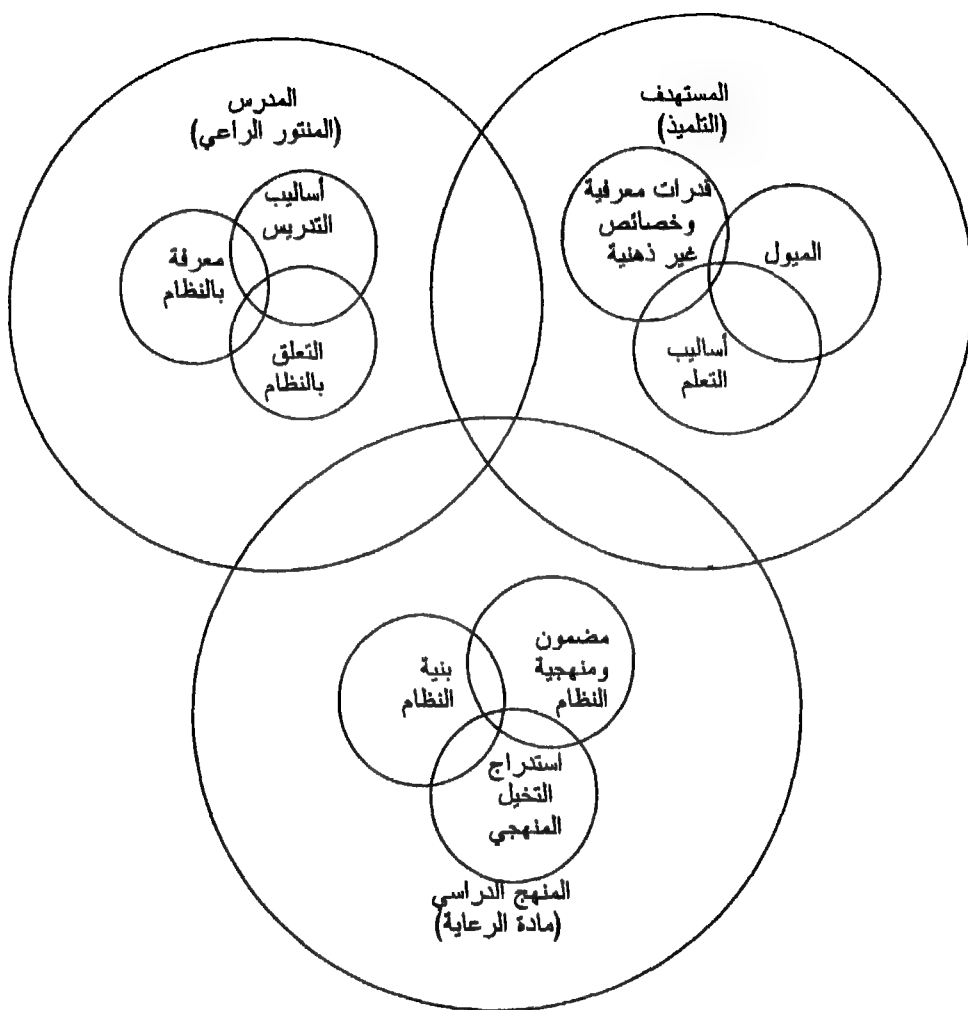 المستهدف
(التلميذ)
قدرات معرفية
وخصائص
غير ذهنية
الميول
أساليب
التعلم
المدرس
(المنتور الراعي)
أساليب
التدريس
معرفة
بالنظام
التعلق
بالنظام
مضمون
ومنهجية
النظام
بنية
النظام
استدراج
التخيل
المنهجي
المنهج الدراسي
(مادة الرعاية)